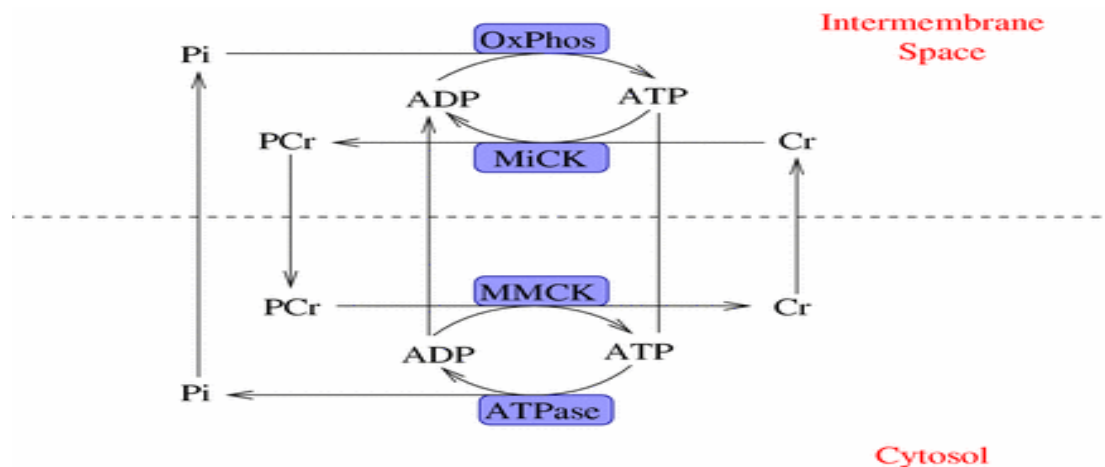 Intermembrane
Space
OxPhos
Pi
ADP
ATP
PCr
MiCK
Cr
PCr
MMCK
Cr
ADP
ATP
Pi
ATPase
Cytosol